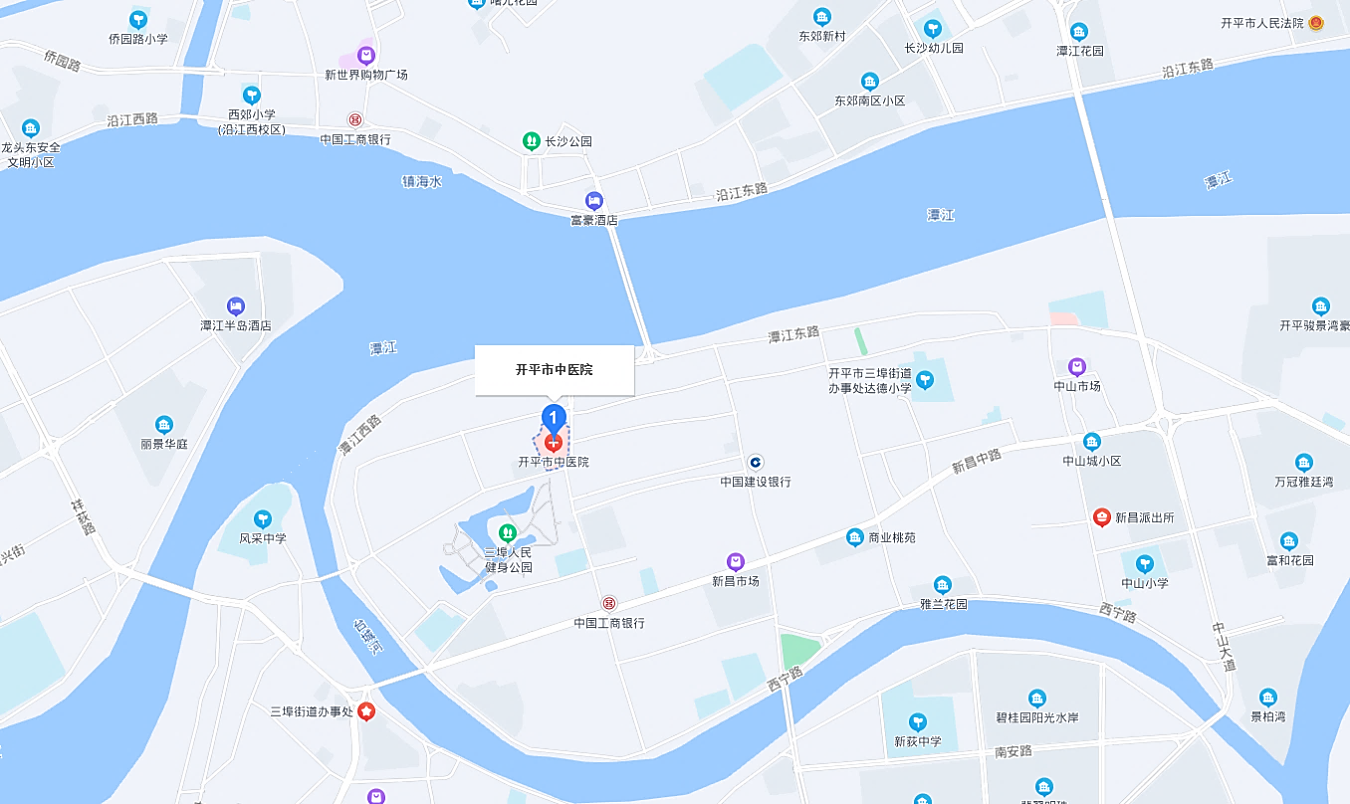 曙光花园
侨园路小学
东郊新村
长沙幼儿园
潭江花园
开平市人民法院
侨园路
新世界购物广场
沿江东路
西郊小学
(沿江西校区)
东郊南区小区
沿江西路
中国工商银行
长沙公园
龙头东安全
文明小区
镇海水
沿江东路
潭江
潭江
富豪酒店
潭江半岛酒店
开平骏景湾豪
潭江东路
潭江
开平市中医院
开平市三埠街道
办事处达德小学
中山市场
1
潭江西路
丽景华庭
开平市中医院
新昌中路
中山城小区
中国建设银行
万冠雅廷湾
祥荻路
风采中学
新昌派出所
商业桃苑
三埠人民
健身公园
兴街
富和花园
新昌市场
中山小学
雅兰花园
西宁路
中国工商银行
台城河
中山大道
西宁路
三埠街道办事处
碧桂园阳光水岸
景柏湾
新荻中学
南安路